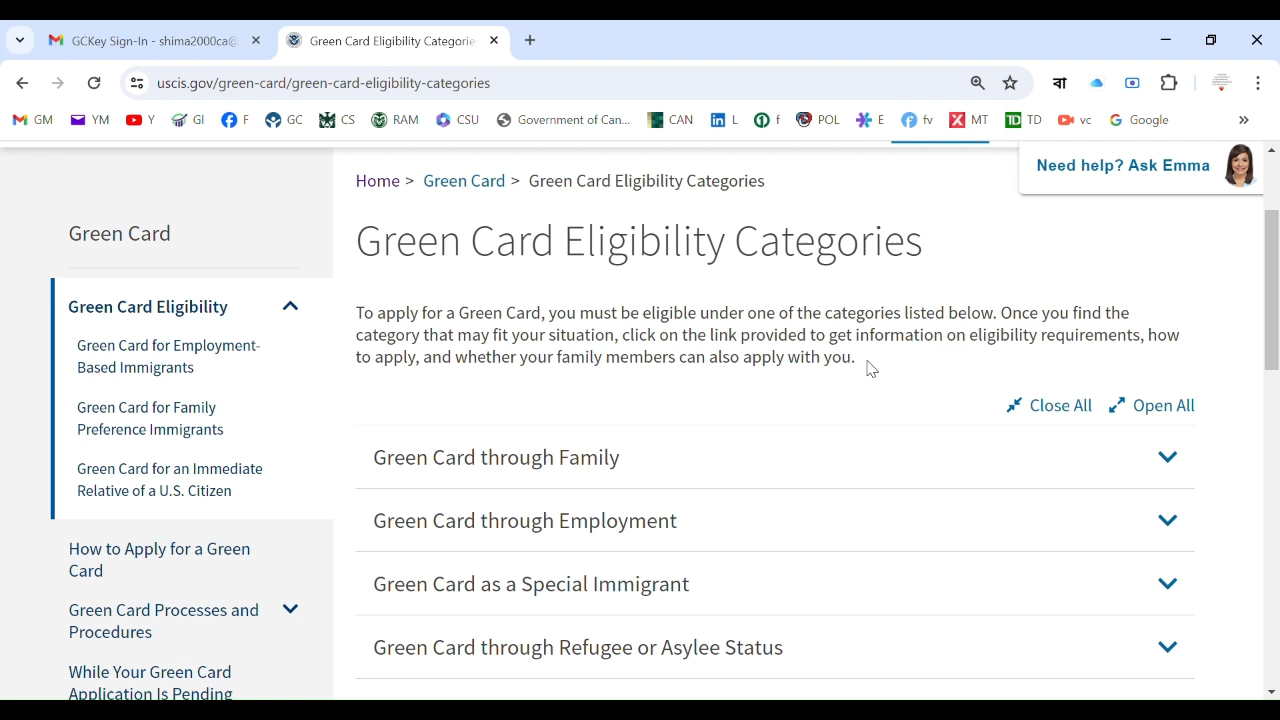 GCKey Sign-In - shima2000ca@
Green Card Eligibility Categorie
uscis.gov/green-card/green-card-eligibility-categories
বা
GM YM Y GI F GC CS RAM CSU Government of Can... CAN L f POL E fv MT TD vc Google
Need help? Ask Emma
Home > Green Card > Green Card Eligibility Categories
Green Card
Green Card Eligibility
Green Card for Employment-
Based Immigrants
Green Card for Family
Preference Immigrants
Green Card for an Immediate
Relative of a U.S. Citizen
How to Apply for a Green
Card
Green Card Processes and
Procedures
While Your Green Card
Application Is Pending
Green Card Eligibility Categories
To apply for a Green Card, you must be eligible under one of the categories listed below. Once you find the
category that may fit your situation, click on the link provided to get information on eligibility requirements, how
to apply, and whether your family members can also apply with you.
Close All Open All
Green Card through Family
Green Card through Employment
Green Card as a Special Immigrant
Green Card through Refugee or Asylee Status